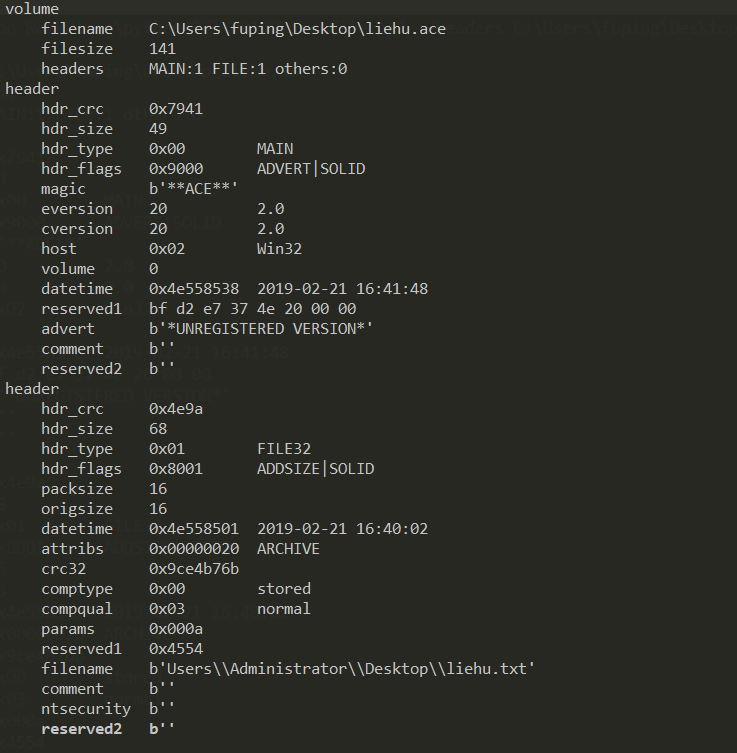 volume
filename C:\Users\fuping\Desktop\liehu.ace
filesize 141
headers MAIN:1 FILE:1 others:0
header
hdr_crc 0x7941
hdr_size 49
hdr_type 0x00 MAIN
hdr_flags 0x9000 ADVERT|SOLID
magic b'**ACE**'
eversion 20 2.0
cversion 20 2.0
host 0x02 Win32
volume 0
datetime 0x4e558538 2019-02-21 16:41:48
reserved1 bf d2 e7 37 4e 20 00 00
advert b'*UNREGISTERED VERSION*'
comment b''
reserved2 b''
header
hdr_crc 0x4e9a
hdr_size 68
hdr_type 0x01 FILE32
hdr_flags 0x8001 ADDSIZE|SOLID
packsize 16
origsize 16
datetime 0x4e558501 2019-02-21 16:40:02
attribs 0x00000020 ARCHIVE
crc32 0x9ce4b76b
comptype 0x00 stored
compqual 0x03 normal
params 0x000a
reserved1 0x4554
filename b'Users\\Administrator\\Desktop\\liehu.txt'
comment b''
ntsecurity b''
reserved2 b''